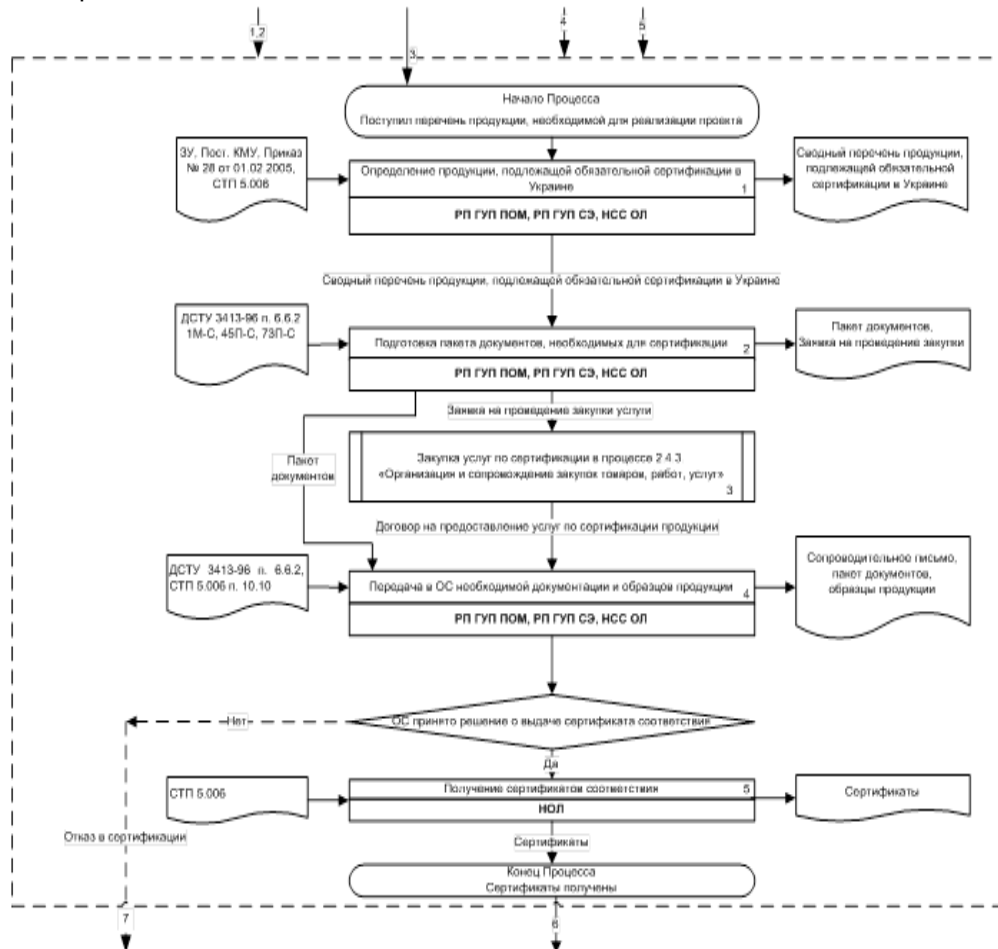 1,2
3
4
5
Начало Процесса
Поступил перечень продукции, необходимой для реализации проекта
ЗУ, Пост. КМУ, Приказ
№ 28 от 01.02 2005,
СТП 5.006
Определение продукции, подлежащей обязательной сертификации в
Украине
1
РП ГУП ПОМ, РП ГУП СЭ, НСС ОЛ
Сводный перечень продукции,
подлежащей обязательной
сертификации в Украине
Сводный перечень продукции, подлежащей обязательной сертификации в Украине
ДСТУ 3413-96 п. 6.6.2
1М-С, 45П-С, 73П-С
Подготовка пакета документов, необходимых для сертификации
2
РП ГУП ПОМ, РП ГУП СЭ, НСС ОЛ
Пакет документов,
Заявка на проведение закупки
Заявка на проведение закупки услуги
Пакет
документов
Закупка услуг по сертификации в процессе 2.4.3.
«Организация и сопровождение закупок товаров, работ, услуг»
3
Договор на предоставление услуг по сертификации продукции
ДСТУ 3413-96 п. 6.6.2,
СТП 5.006 п. 10.10
Передача в ОС необходимой документации и образцов продукции
4
РП ГУП ПОМ, РП ГУП СЭ, НСС ОЛ
Сопроводительное письмо,
пакет документов,
образцы продукции
Нет
ОС принято решение о выдаче сертификата соответствия
Да
СТП 5.006
Получение сертификатов соответствия
5
НОЛ
Сертификаты
Отказ в сертификации
Сертификаты
Конец Процесса
Сертификаты получены
7
6